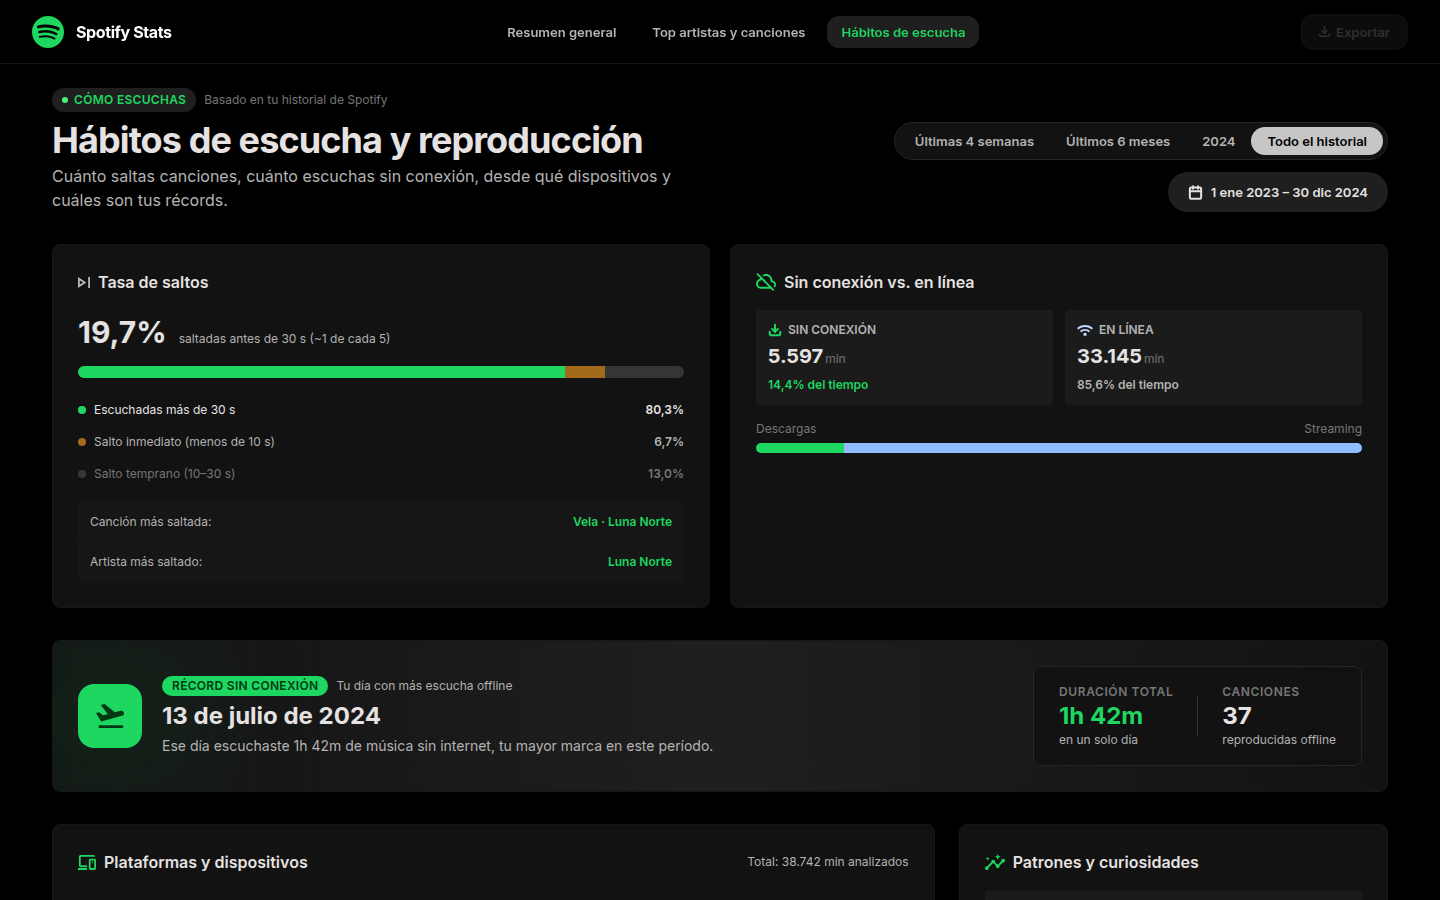 Spotify Stats
Resumen general
Top artistas y canciones
Hábitos de escucha
Exportar
CÓMO ESCUCHAS
Basado en tu historial de Spotify
Hábitos de escucha y reproducción
Cuánto saltas canciones, cuánto escuchas sin conexión, desde qué dispositivos y
cuáles son tus récords.
Últimas 4 semanas
Últimos 6 meses
2024
Todo el historial
1 ene 2023 – 30 dic 2024
Tasa de saltos
19,7% saltadas antes de 30 s (~1 de cada 5)
Escuchadas más de 30 s 80,3%
Salto inmediato (menos de 10 s) 6,7%
Salto temprano (10–30 s) 13,0%
Canción más saltada: Vela · Luna Norte
Artista más saltado: Luna Norte
Sin conexión vs. en línea
SIN CONEXIÓN
5.597 min
14,4% del tiempo
EN LÍNEA
33.145 min
85,6% del tiempo
Descargas
Streaming
RÉCORD SIN CONEXIÓN
Tu día con más escucha offline
13 de julio de 2024
Ese día escuchaste 1h 42m de música sin internet, tu mayor marca en este período.
DURACIÓN TOTAL
1h 42m
en un solo día
CANCIONES
37
reproducidas offline
Plataformas y dispositivos
Total: 38.742 min analizados
Patrones y curiosidades